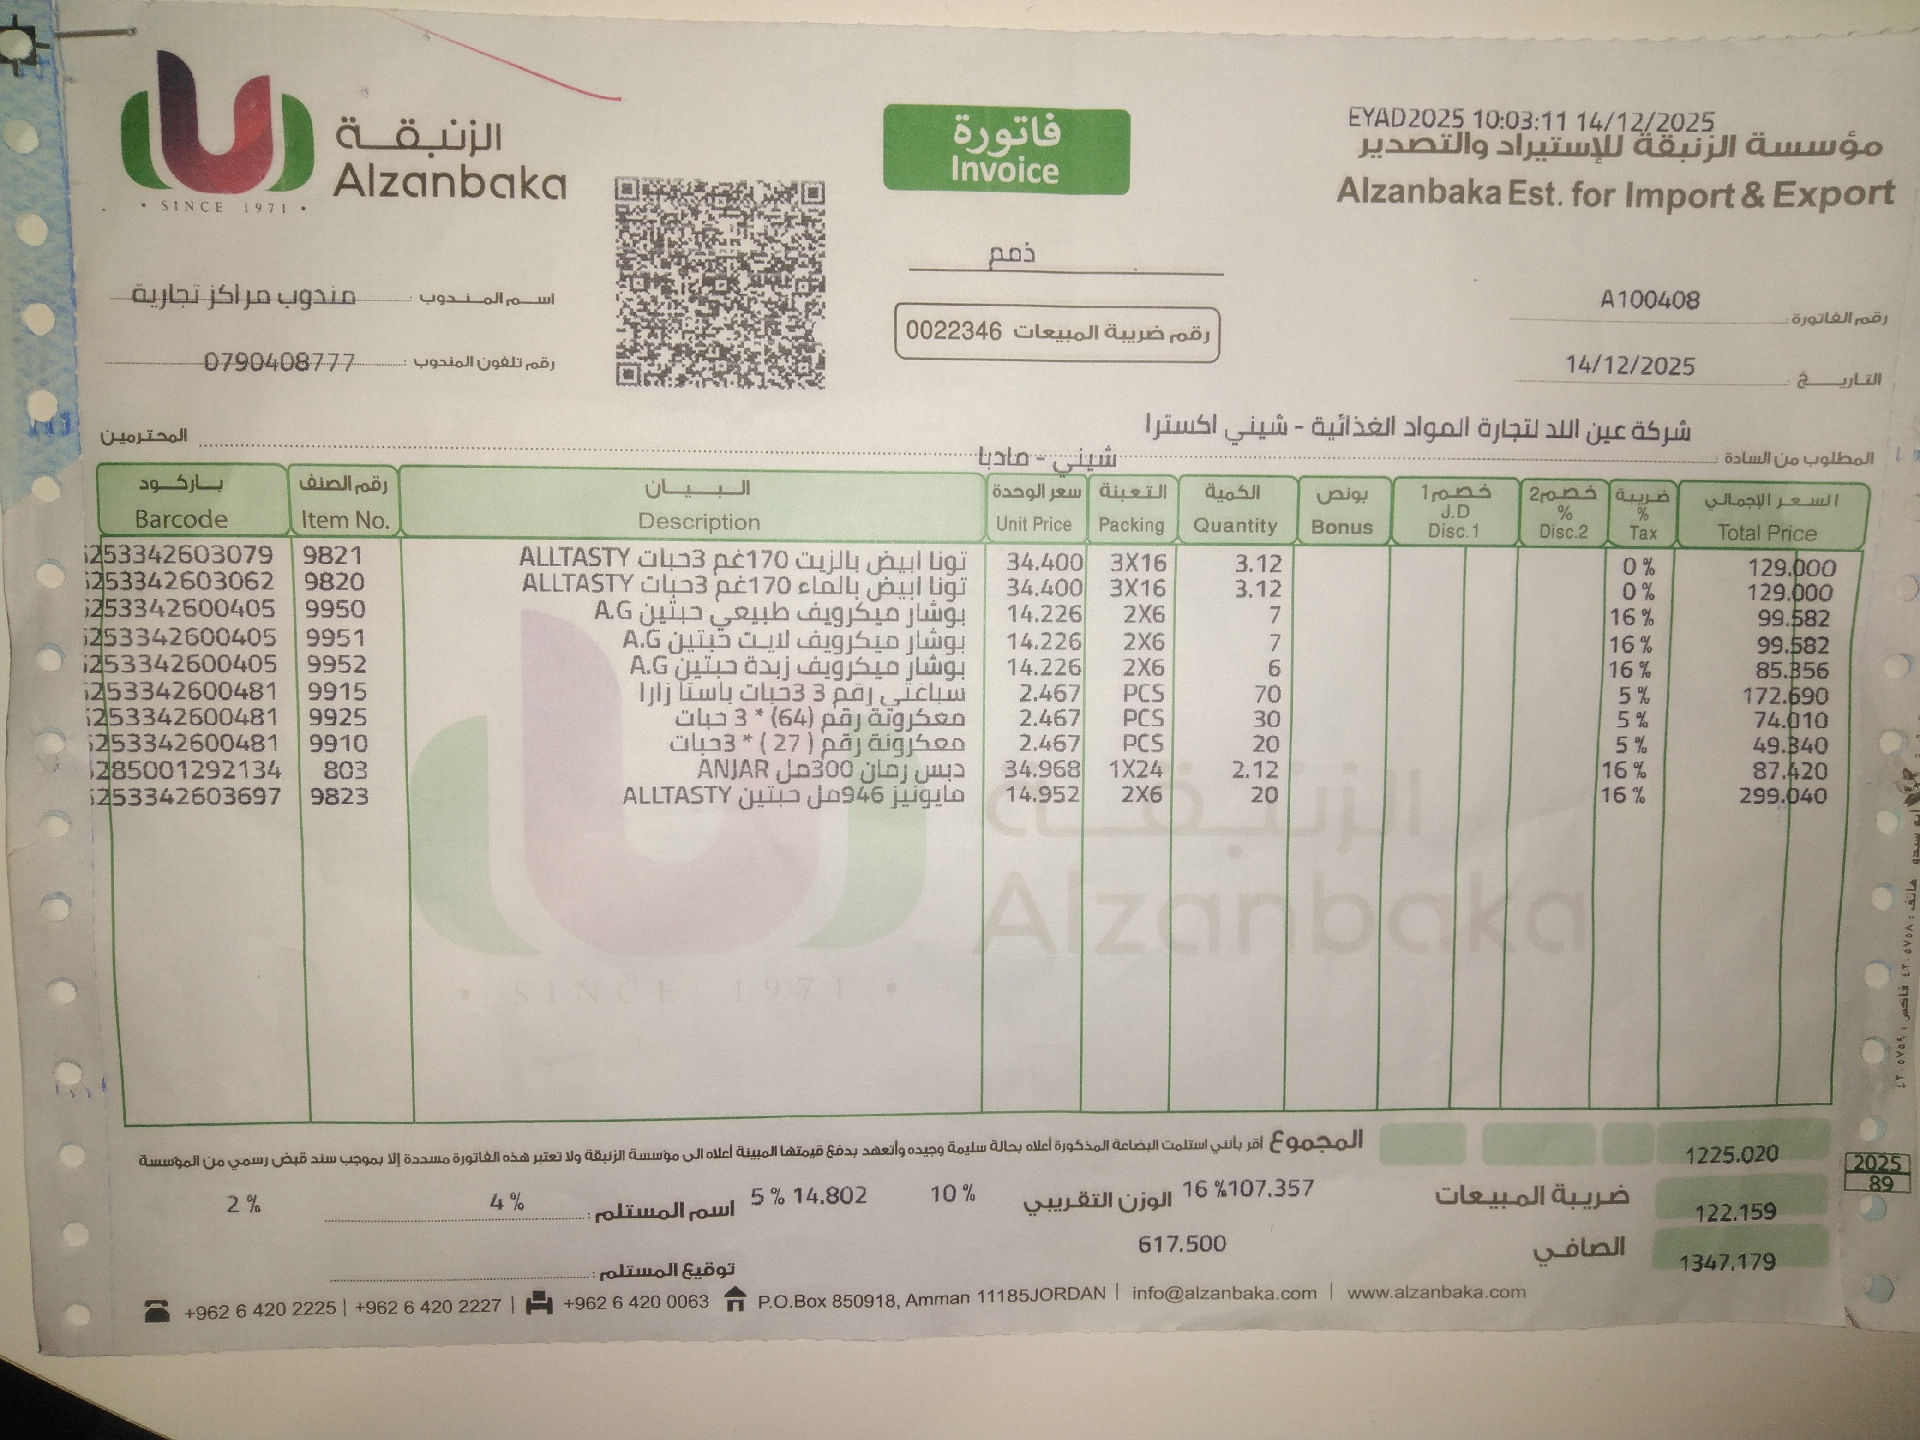 الزنبقة
Alzanbaka
• SINCE 1971 •
فاتورة
Invoice
EYAD2025 10:03:11 14/12/2025
مؤسسة الزنبقة للإستيراد والتصدير
Alzanbaka Est. for Import & Export
ذمم
رقم ضريبة المبيعات 0022346
رقم الفاتورة: A100408
التاريخ: 14/12/2025
اسم المندوب: مندوب مراكز تجارية
رقم تلفون المندوب: 0790408777
شركة عين اللد لتجارة المواد الغذائية - شيني اكسترا
المطلوب من السادة المحترمين
شيني - مادبا
باركود رقم الصنف البيان سعر الوحدة التعبئة الكمية بونص خصم1 خصم2 ضريبة السعر الإجمالي
Barcode Item No. Description Unit Price Packing Quantity Bonus J.D Disc.1 % Disc.2 % Tax Total Price
253342603079 9821 تونا ابيض بالزيت 170غم 3حبات ALLTASTY 34.400 3X16 3.12 0 % 129.000
253342603062 9820 تونا ابيض بالماء 170غم 3حبات ALLTASTY 34.400 3X16 3.12 0 % 129.000
253342600405 9950 بوشار ميكرويف طبيعي حبتين A.G 14.226 2X6 7 16 % 99.582
253342600405 9951 بوشار ميكرويف لايت حبتين A.G 14.226 2X6 7 16 % 99.582
253342600405 9952 بوشار ميكرويف زبدة حبتين A.G 14.226 2X6 6 16 % 85.356
253342600481 9915 سباغتي رقم 3 3حبات باستا زارا 2.467 PCS 70 5 % 172.690
253342600481 9925 معكرونة رقم (64) * 3 حبات 2.467 PCS 30 5 % 74.010
253342600481 9910 معكرونة رقم ( 27 ) * 3حبات 2.467 PCS 20 5 % 49.340
285001292134 803 دبس رمان 300مل ANJAR 34.968 1X24 2.12 16 % 87.420
253342603697 9823 مايونيز 946مل حبتين ALLTASTY 14.952 2X6 20 16 % 299.040
الزنبقة
Alzanbaka
• SINCE 1971 •
المجموع 1225.020
أقر بأنني استلمت البضاعة المذكورة أعلاه بحالة سليمة وجيده وأتعهد بدفع قيمتها المبينة أعلاه الى مؤسسة الزنبقة ولا تعتبر هذه الفاتورة مسددة إلا بموجب سند قبض رسمي من المؤسسة
2025
89
ضريبة المبيعات 122.159
2 % 4 % 5 % 14.802 10 % 16 %107.357
الوزن التقريبي
617.500
اسم المستلم:
الصافي 1347.179
توقيع المستلم:
+962 6 420 2225 | +962 6 420 2227 | +962 6 420 0063 P.O.Box 850918, Amman 11185JORDAN | info@alzanbaka.com | www.alzanbaka.com